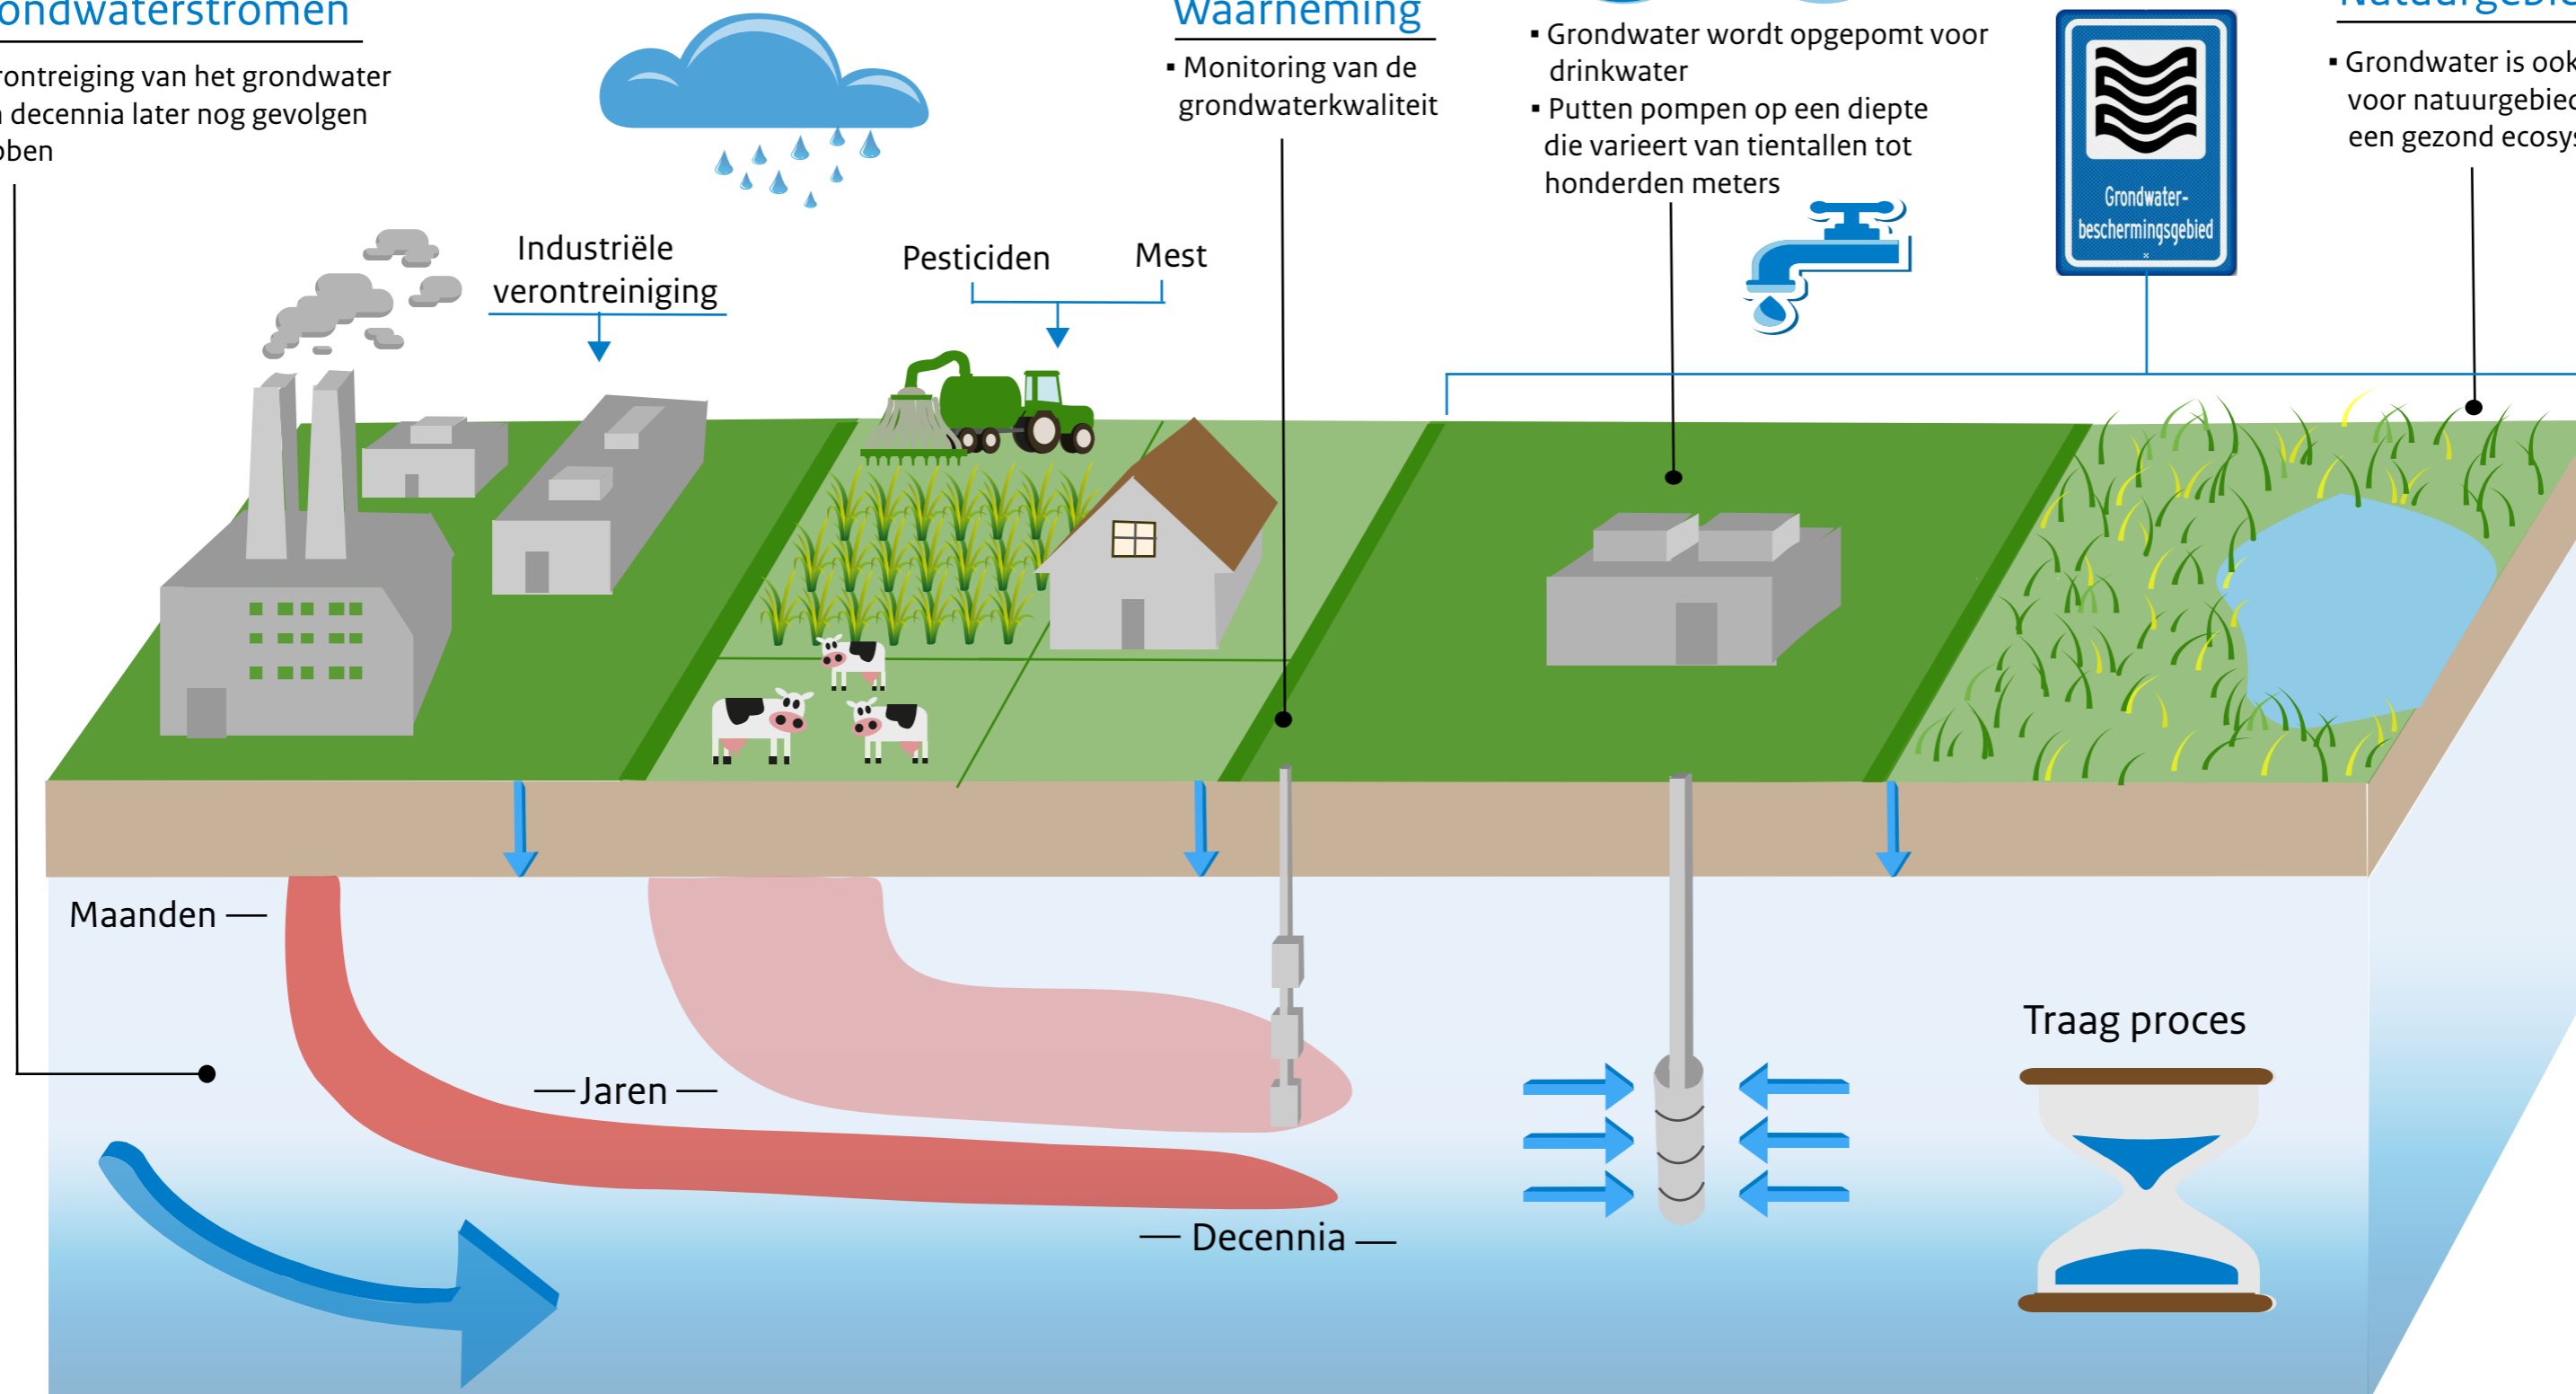 ondwaterstromen
rontreiging van het grondwater
decennia later nog gevolgen
Waarneming
▪ Monitoring van de
grondwaterkwaliteit
▪ Grondwater wordt opgepomt voor
drinkwater
▪ Putten pompen op een diepte
die varieert van tientallen tot
honderden meters
Grondwater-
beschermingsgebied
▪ Grondwater is ook
voor natuurgebied
een gezond ecosys
Industriële
verontreiniging
Pesticiden
Mest
Maanden
Jaren
Decennia
Traag proces